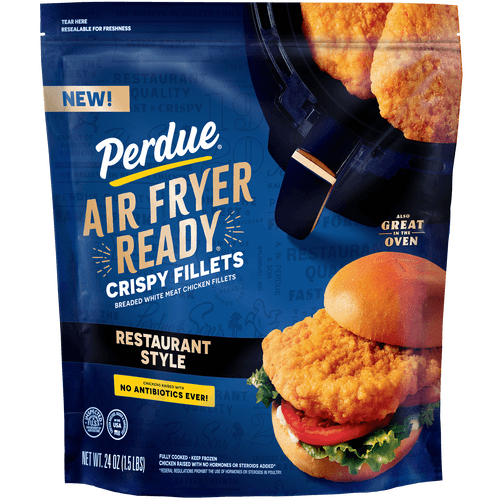 TEAR HERE
RESEALABLE FOR FRESHNESS
NEW!
Perdue®
AIR FRYER
READY®
CRISPY FILLETS
BREADED WHITE MEAT CHICKEN FILLETS
ALSO
GREAT
IN THE
OVEN
RESTAURANT
STYLE
CHICKENS RAISED WITH
NO ANTIBIOTICS EVER!
NET WT. 24 OZ (1.5 LBS)
FULLY COOKED • KEEP FROZEN
CHICKEN RAISED WITH NO HORMONES OR STEROIDS ADDED*
*FEDERAL REGULATIONS PROHIBIT THE USE OF HORMONES OR STEROIDS IN POULTRY.